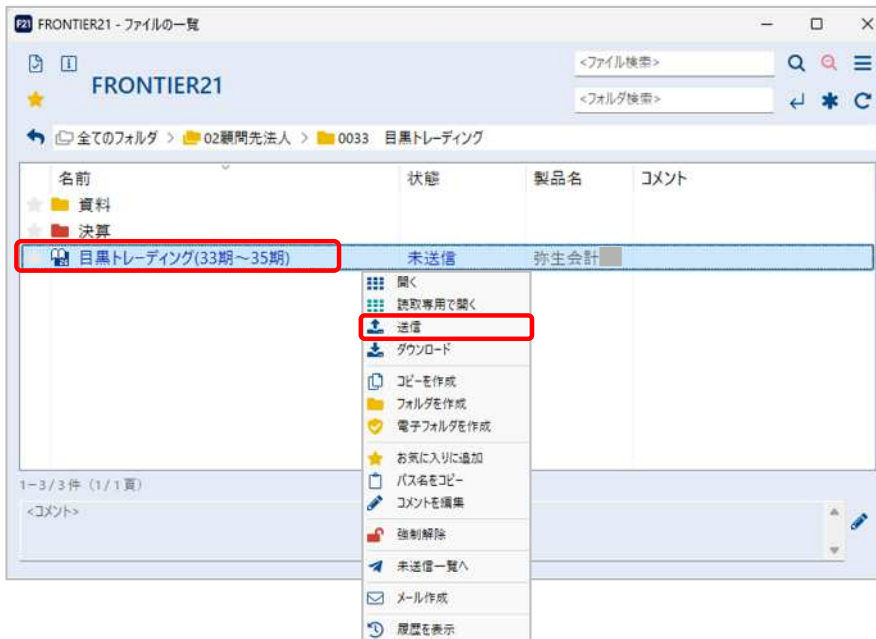 F21 FRONTIER21 - ファイルの一覧
FRONTIER21
<ファイル検索>
<フォルダ検索>
全てのフォルダ > 02顧問先法人 > 0033 目黒トレーディング
名前 状態 製品名 コメント
資料
決算
目黒トレーディング(33期～35期) 未送信 弥生会計
開く
読取専用で開く
送信
ダウンロード
コピーを作成
フォルダを作成
電子フォルダを作成
お気に入りに追加
パス名をコピー
コメントを編集
強制解除
未送信一覧へ
メール作成
履歴を表示
1-3/3件 (1/1頁)
<コメント>